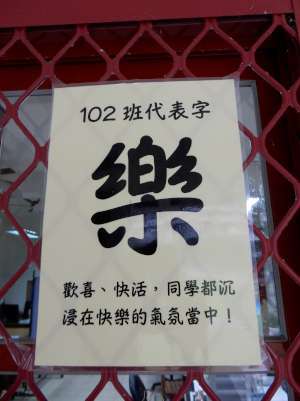 102 班代表字
樂
歡喜、快活，同學都沉
浸在快樂的氣氛當中！